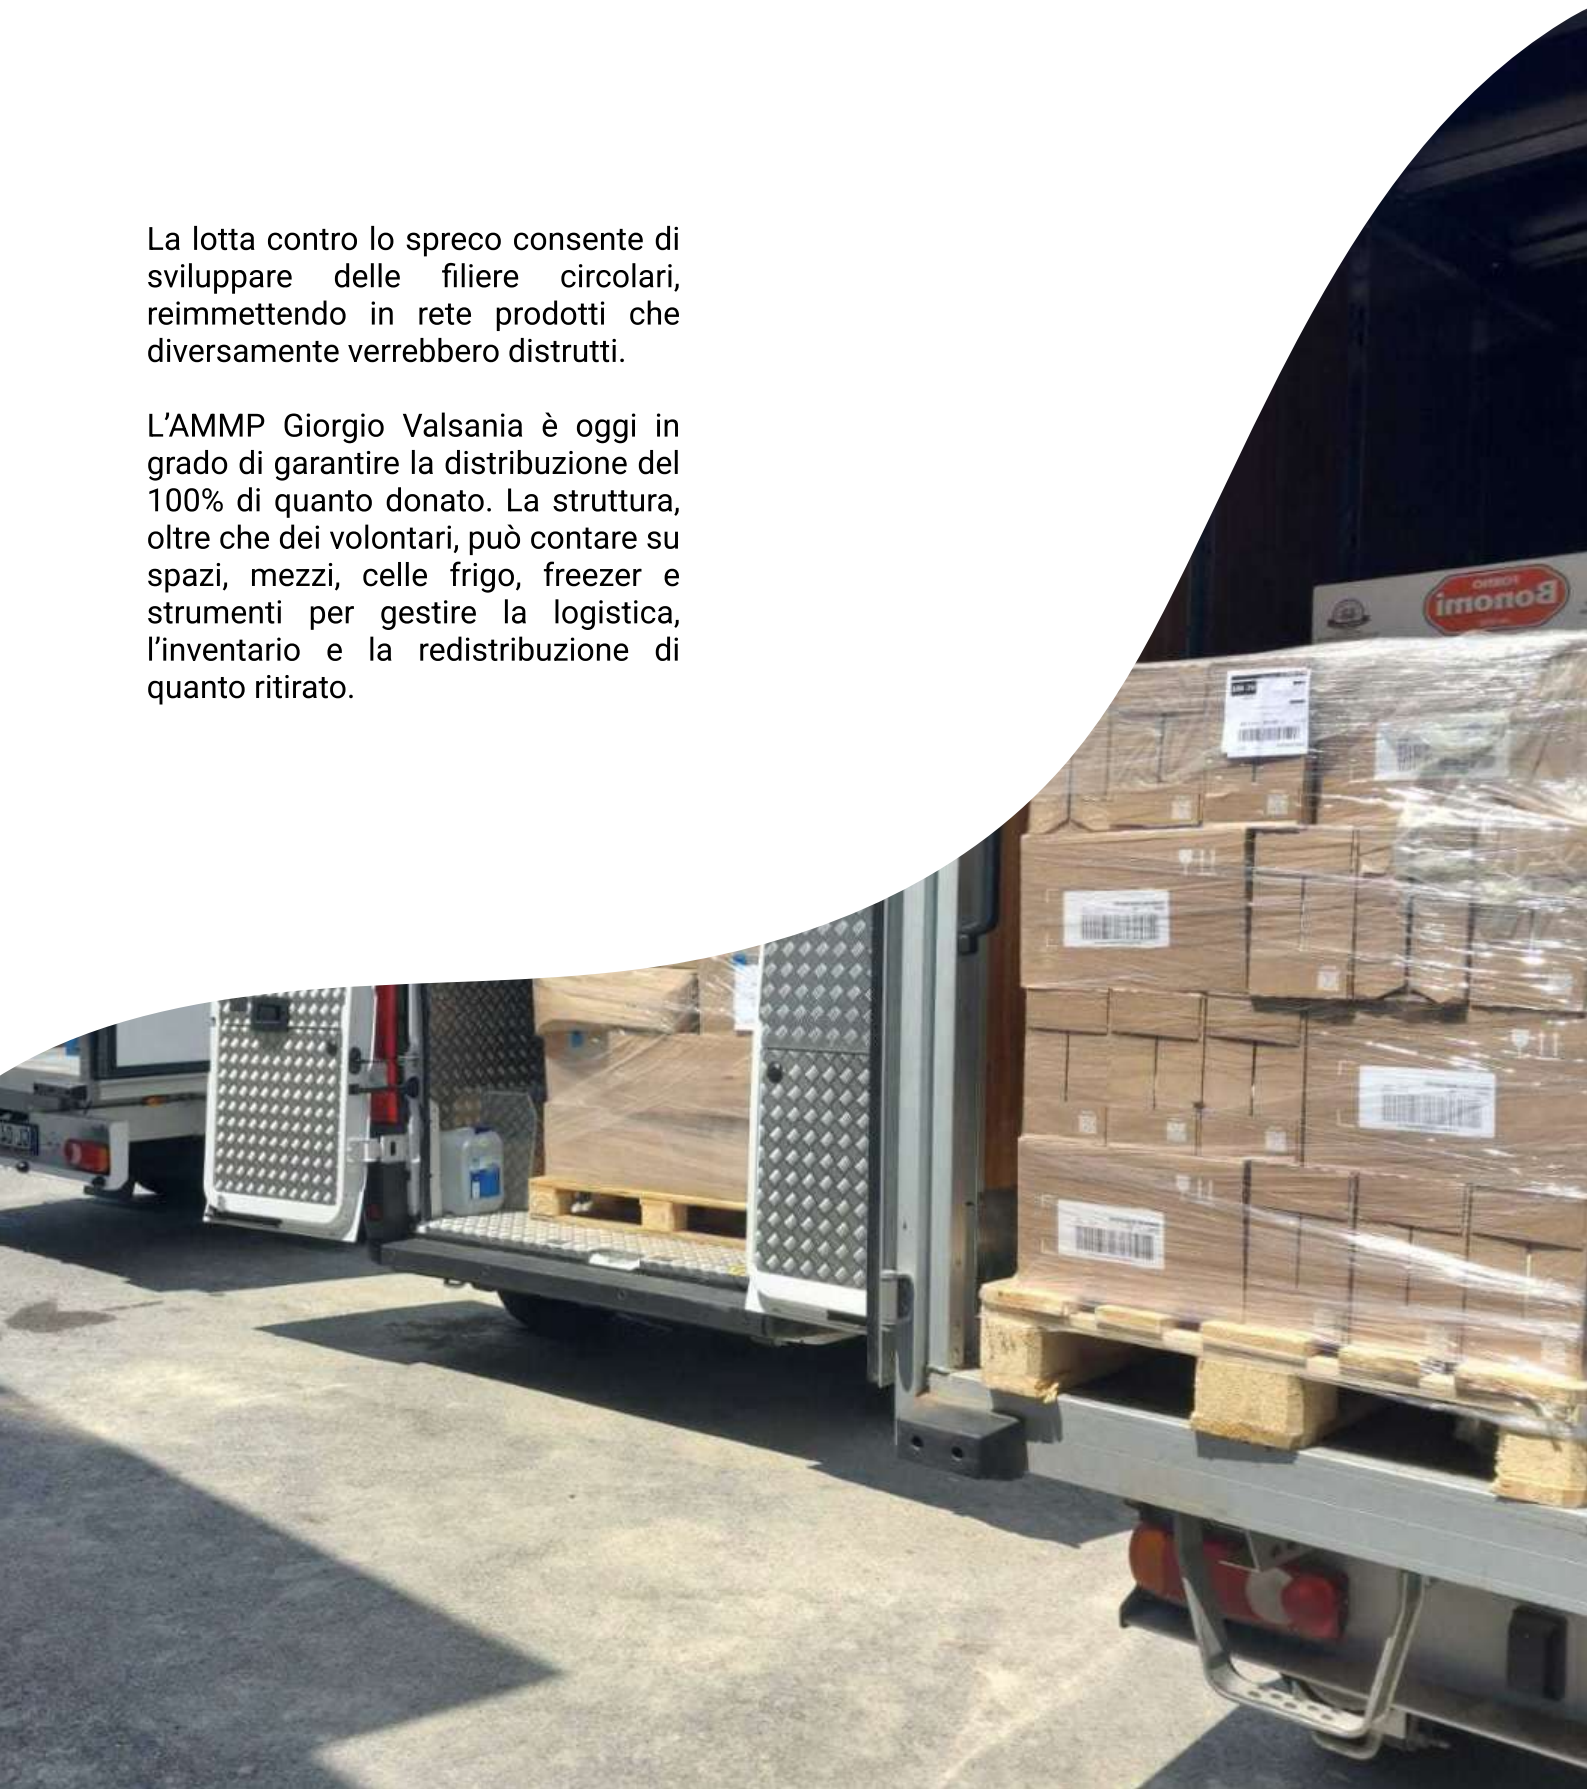 La lotta contro lo spreco consente di
sviluppare delle filiere circolari,
reimmettendo in rete prodotti che
diversamente verrebbero distrutti.
L’AMMP Giorgio Valsania è oggi in
grado di garantire la distribuzione del
100% di quanto donato. La struttura,
oltre che dei volontari, può contare su
spazi, mezzi, celle frigo, freezer e
strumenti per gestire la logistica,
l’inventario e la redistribuzione di
quanto ritirato.
FORNO
Bonomi